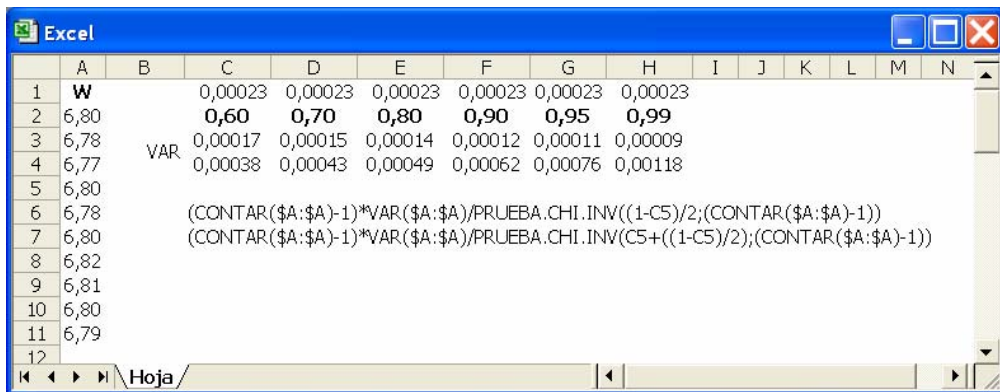 Excel
A B C D E F G H I J K L M N
1 W 0,00023 0,00023 0,00023 0,00023 0,00023 0,00023
2 6,80 0,60 0,70 0,80 0,90 0,95 0,99
3 6,78 VAR 0,00017 0,00015 0,00014 0,00012 0,00011 0,00009
4 6,77 0,00038 0,00043 0,00049 0,00062 0,00076 0,00118
5 6,80
6 6,78 (CONTAR($A:$A)-1)*VAR($A:$A)/PRUEBA.CHI.INV((1-C5)/2;(CONTAR($A:$A)-1))
7 6,80 (CONTAR($A:$A)-1)*VAR($A:$A)/PRUEBA.CHI.INV(C5+((1-C5)/2);(CONTAR($A:$A)-1))
8 6,82
9 6,81
10 6,80
11 6,79
12
Hoja